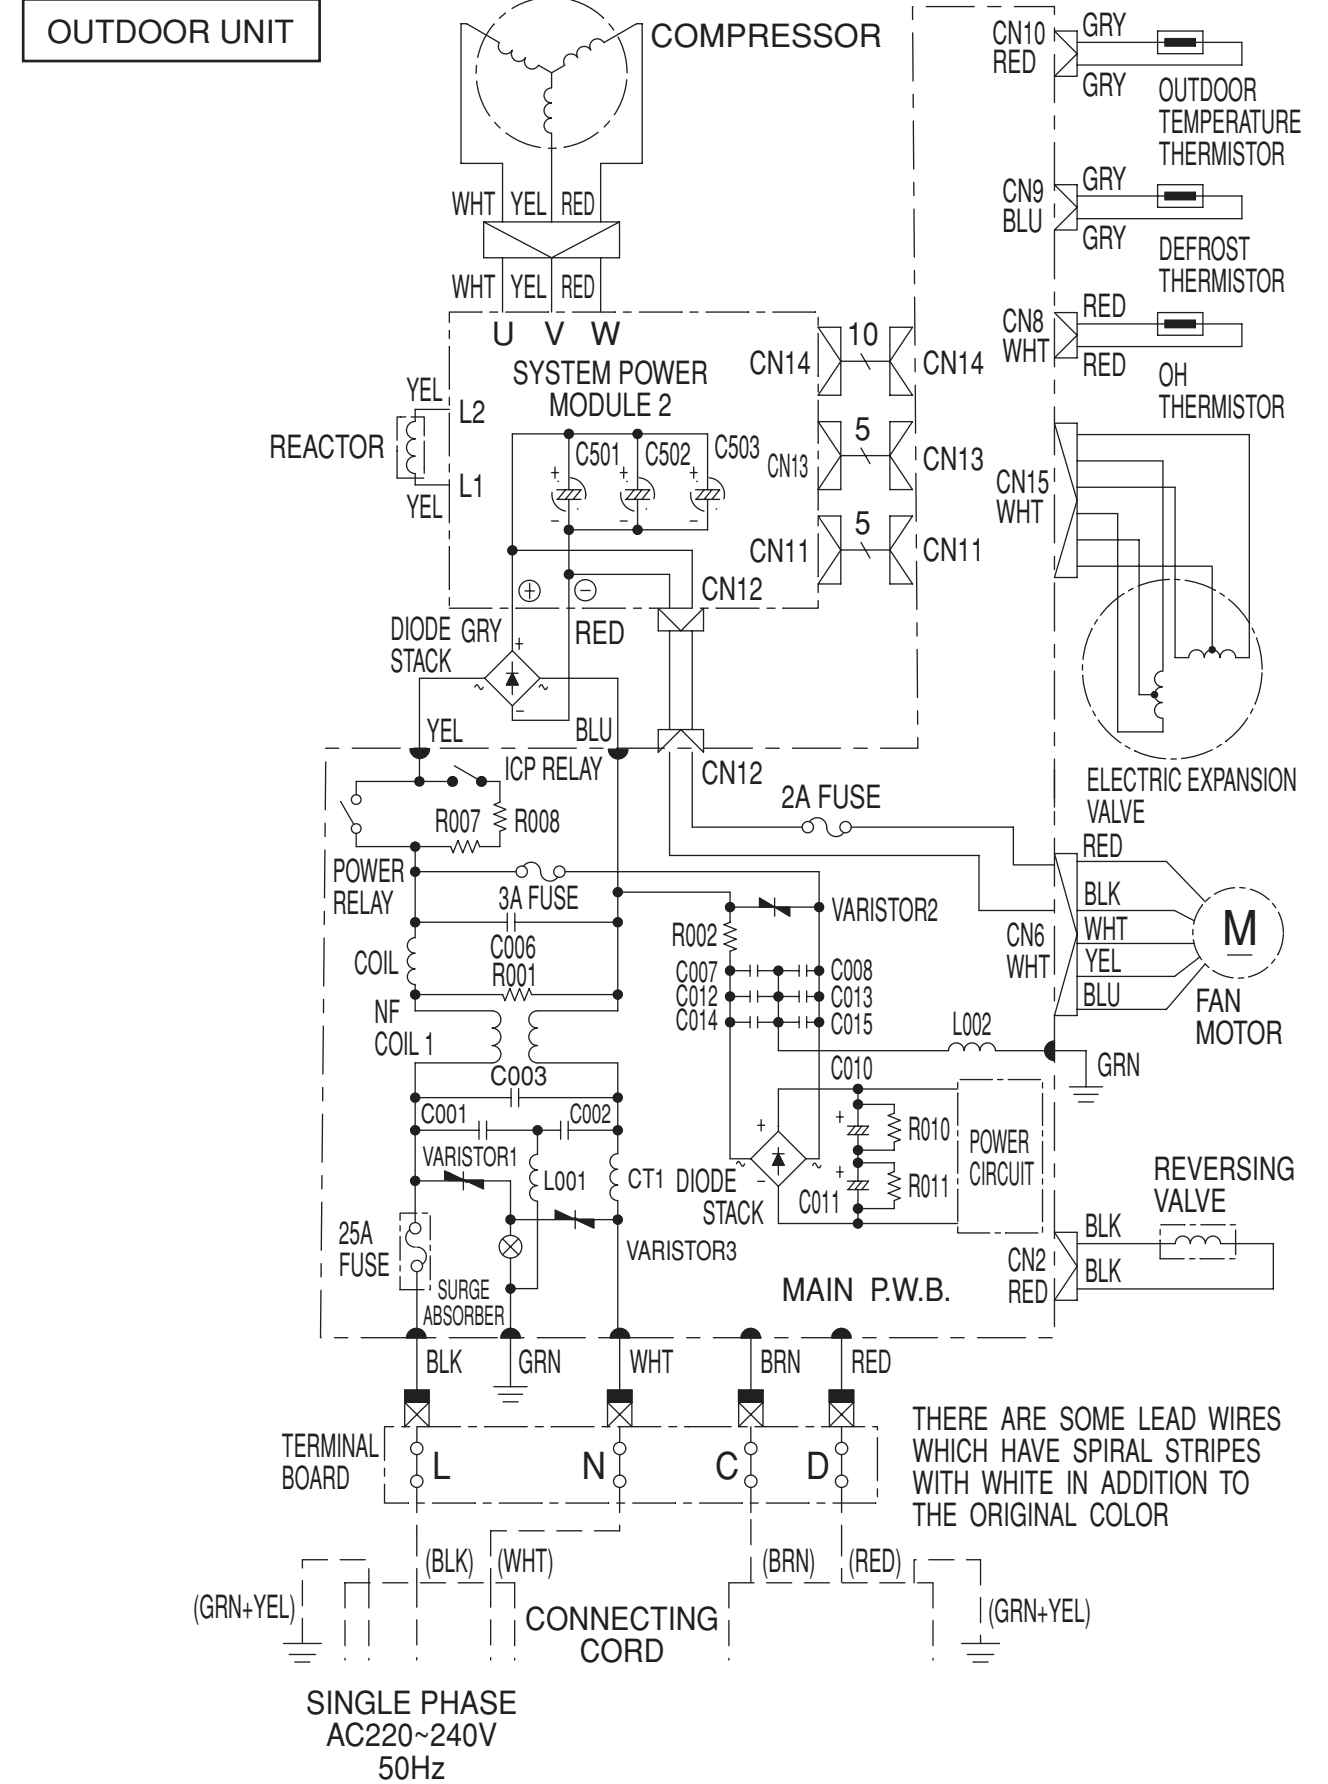 OUTDOOR UNIT
COMPRESSOR
WHT YEL RED
WHT YEL RED
U V W
SYSTEM POWER
MODULE 2
YEL
L2
REACTOR
L1
YEL
C501
C502
C503
+
+
+
−
−
−
CN14
10
CN14
CN13
5
CN13
CN11
5
CN11
+
−
CN12
DIODE
STACK
GRY
RED
+
~
~
−
YEL
BLU
CN12
CN10
RED
GRY
GRY
OUTDOOR
TEMPERATURE
THERMISTOR
CN9
BLU
GRY
GRY
DEFROST
THERMISTOR
CN8
WHT
RED
RED
OH
THERMISTOR
CN15
WHT
ELECTRIC EXPANSION
VALVE
ICP RELAY
R007
R008
POWER
RELAY
2A FUSE
3A FUSE
C006
R001
COIL
NF
COIL 1
C003
C001
C002
VARISTOR1
L001
CT1
25A
FUSE
SURGE
ABSORBER
VARISTOR3
R002
VARISTOR2
C007
C008
C012
C013
C014
C015
L002
GRN
C010
+
R010
+
R011
C011
DIODE
STACK
+
~
~
−
POWER
CIRCUIT
CN6
WHT
RED
BLK
WHT
YEL
BLU
M
FAN
MOTOR
REVERSING
VALVE
CN2
RED
BLK
BLK
MAIN P.W.B.
BLK
GRN
WHT
BRN
RED
TERMINAL
BOARD
L
N
C
D
THERE ARE SOME LEAD WIRES
WHICH HAVE SPIRAL STRIPES
WITH WHITE IN ADDITION TO
THE ORIGINAL COLOR
(BLK)
(WHT)
(BRN)
(RED)
(GRN+YEL)
(GRN+YEL)
CONNECTING
CORD
SINGLE PHASE
AC220~240V
50Hz